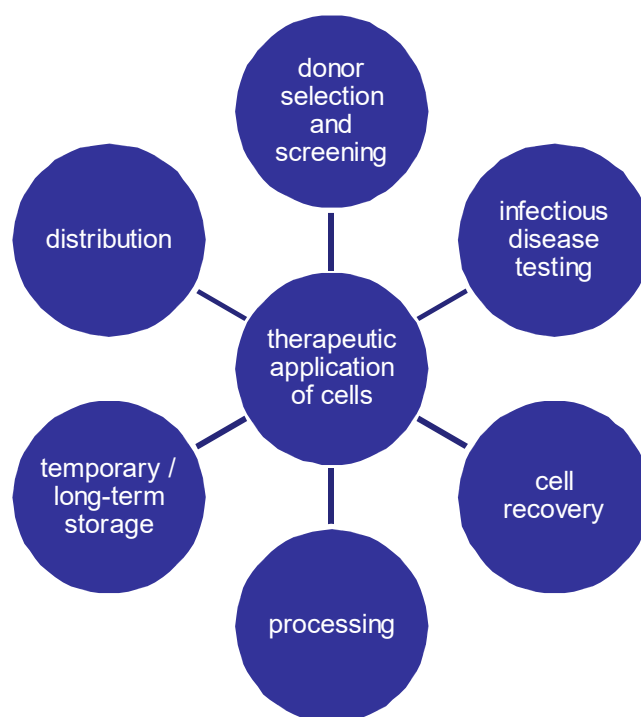 donor
selection
and
screening
infectious
disease
testing
cell
recovery
processing
temporary /
long-term
storage
distribution
therapeutic
application
of cells